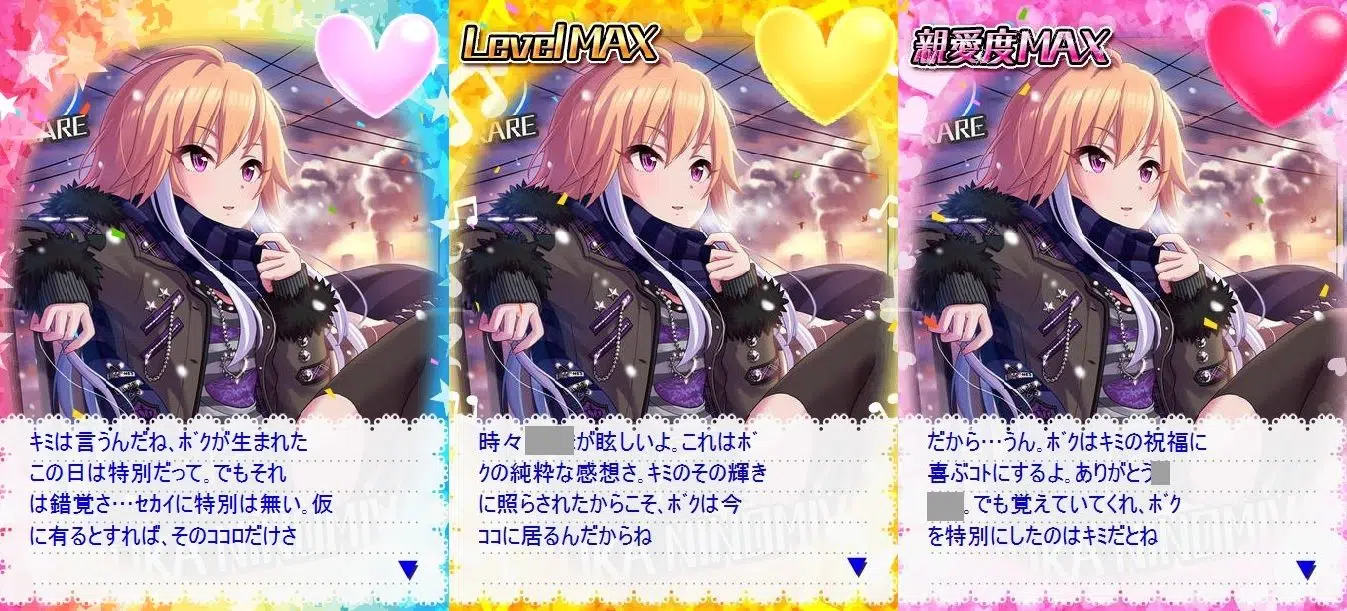 RARE
キミは言うんだね、ボクが生まれた
この日は特別だって。でもそれ
は錯覚さ…セカイに特別は無い。仮
に有るとすれば、そのココロだけさ
Level MAX
RARE
時々が眩しいよ。これはボ
クの純粋な感想さ。キミのその輝き
に照らされたからこそ、ボクは今
ココに居るんだからね
親愛度MAX
RARE
だから…うん。ボクはキミの祝福に
喜ぶコトにするよ。ありがとう
。でも覚えていてくれ、ボク
を特別にしたのはキミだとね